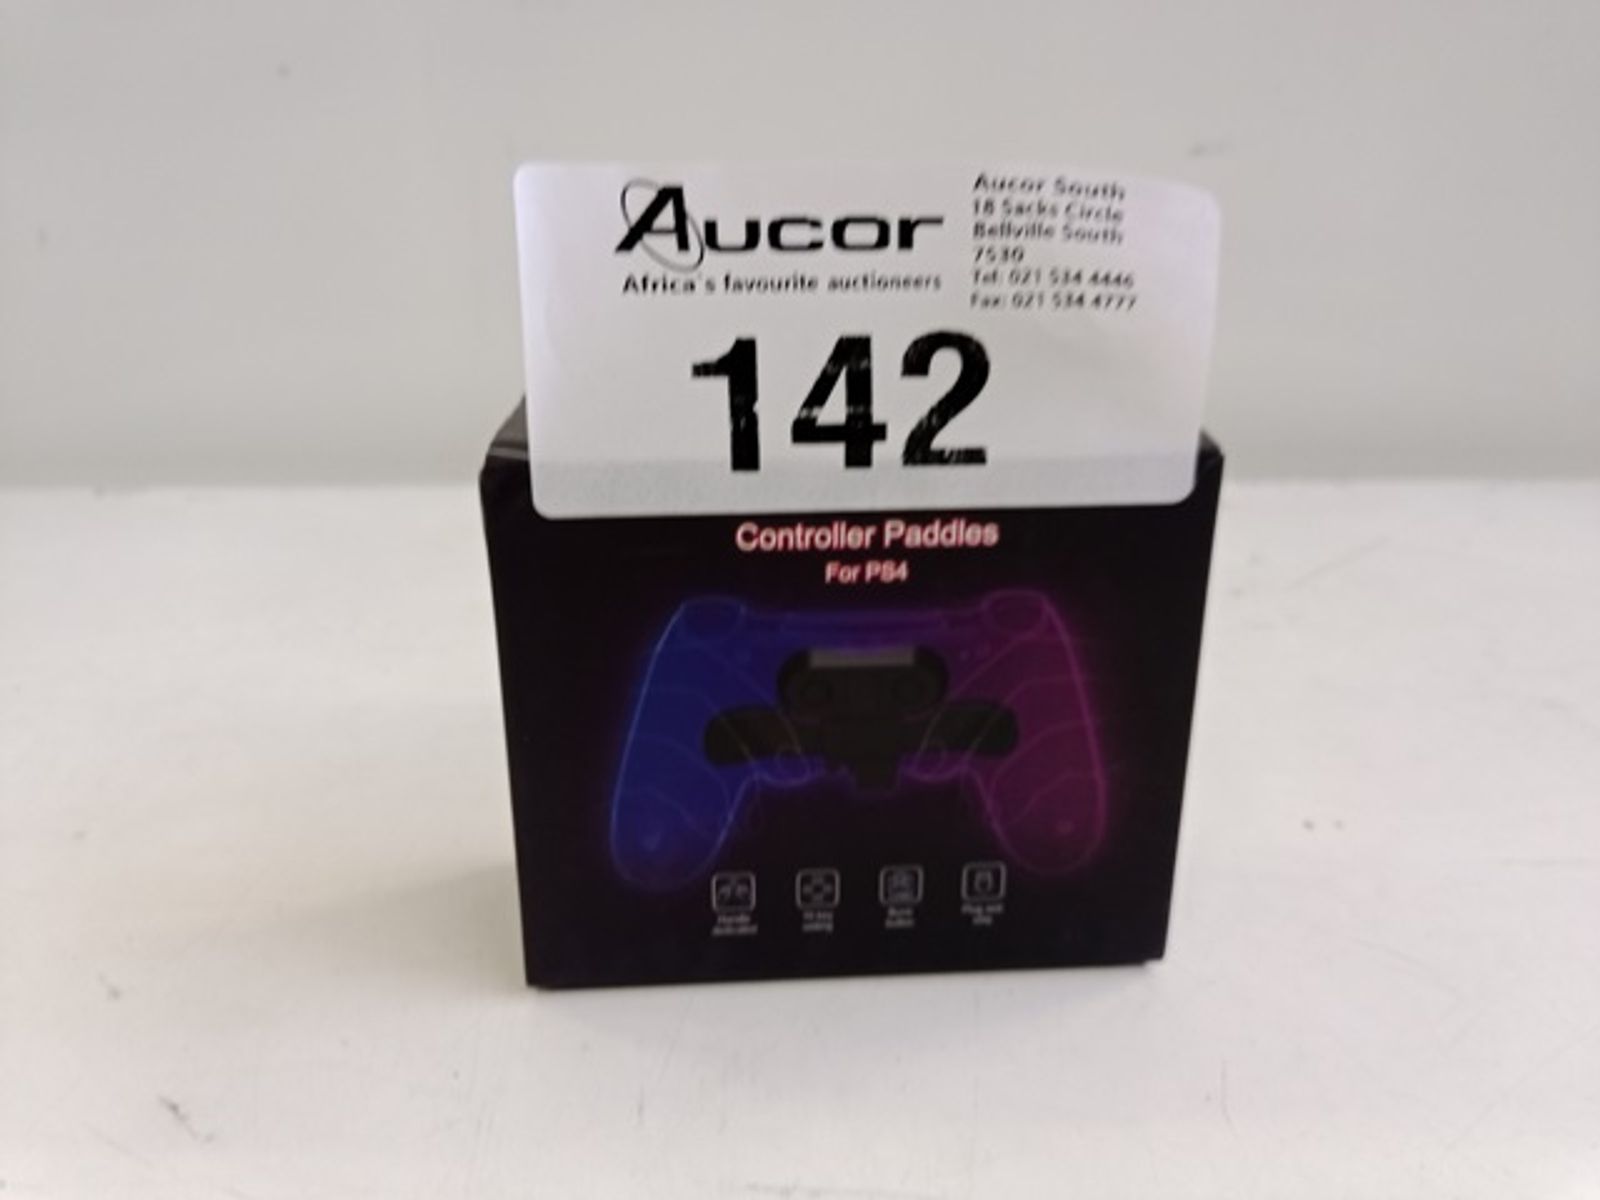 Aucor
Africa's favourite auctioneers
Aucor South
18 Sacks Circle
Bellville South
7530
Tel: 021 534 4446
Fax: 021 534 4777
142
Controller Paddles
For PS4